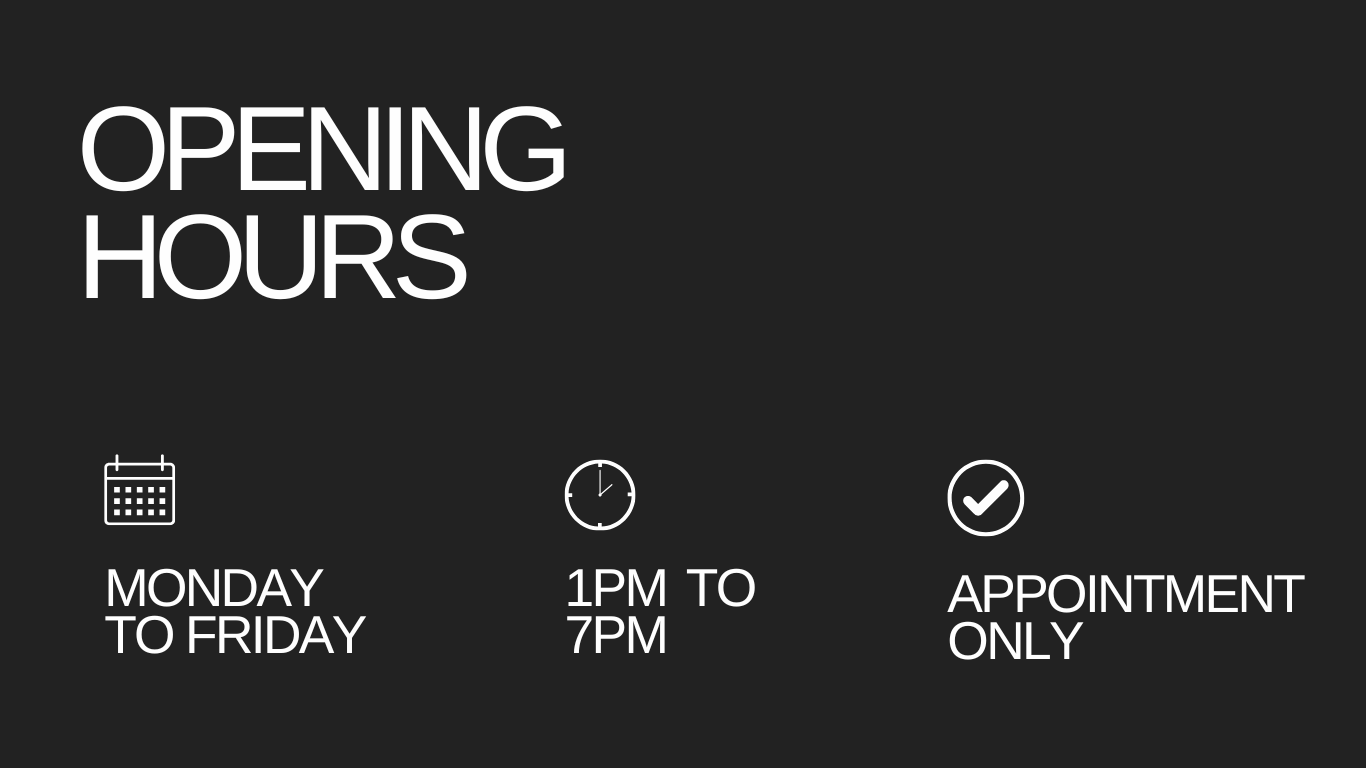 OPENING
HOURS
MONDAY
TO FRIDAY
1PM TO
7PM
APPOINTMENT
ONLY